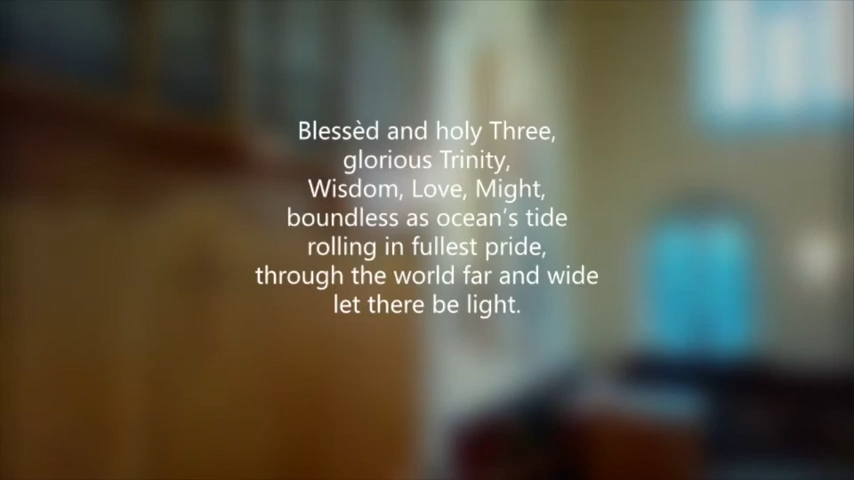 Blessèd and holy Three,
glorious Trinity,
Wisdom, Love, Might,
boundless as ocean's tide
rolling in fullest pride,
through the world far and wide
let there be light.